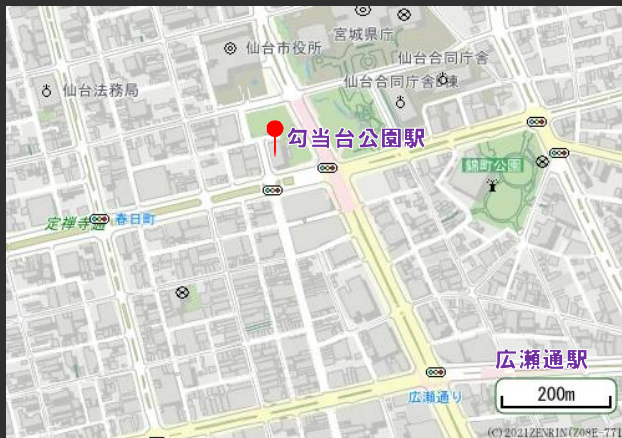 宮城県庁
仙台市役所
仙台合同庁舎
仙台合同庁舎B棟
仙台法務局
勾当台公園駅
錦町公園
定禅寺通
春日町
広瀬通駅
広瀬通り
200m
(C)2021ZENRIN(Z08E-771